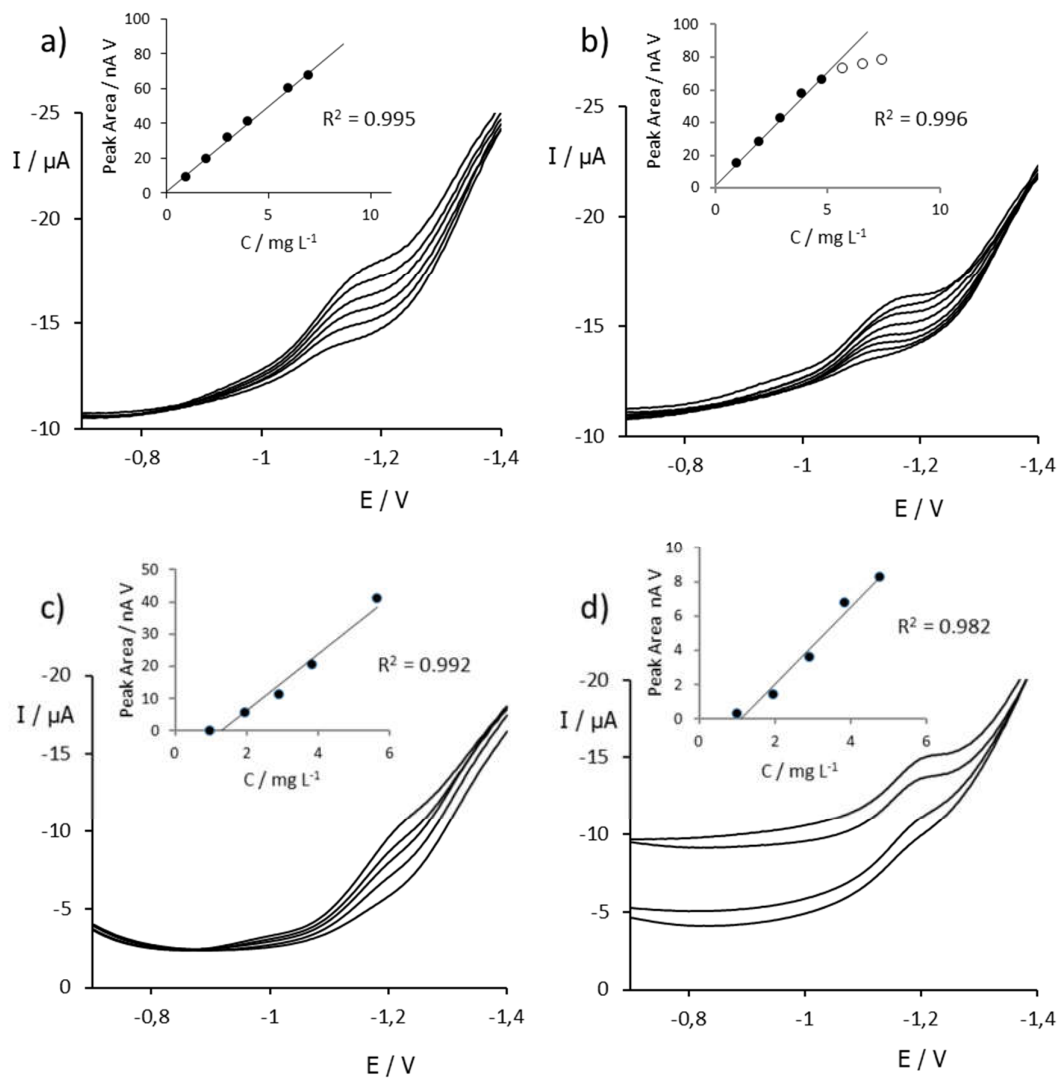 a)
Peak Area / nA V
100
80
60
40
20
0
0 5 10
C / mg L⁻¹
R² = 0.995
I / µA
-25
-20
-15
-10
-0,8 -1 -1,2 -1,4
E / V
b)
Peak Area / nA V
100
80
60
40
20
0
0 5 10
C / mg L⁻¹
R² = 0.996
I / µA
-25
-20
-15
-10
-0,8 -1 -1,2 -1,4
E / V
c)
Peak Area / nA V
50
40
30
20
10
0
0 2 4 6
C / mg L⁻¹
R² = 0.992
I / µA
-20
-15
-10
-5
0
-0,8 -1 -1,2 -1,4
E / V
d)
Peak Area nA V
10
8
6
4
2
0
0 2 4 6
C / mg L⁻¹
R² = 0.982
I / µA
-20
-15
-10
-5
0
-0,8 -1 -1,2 -1,4
E / V